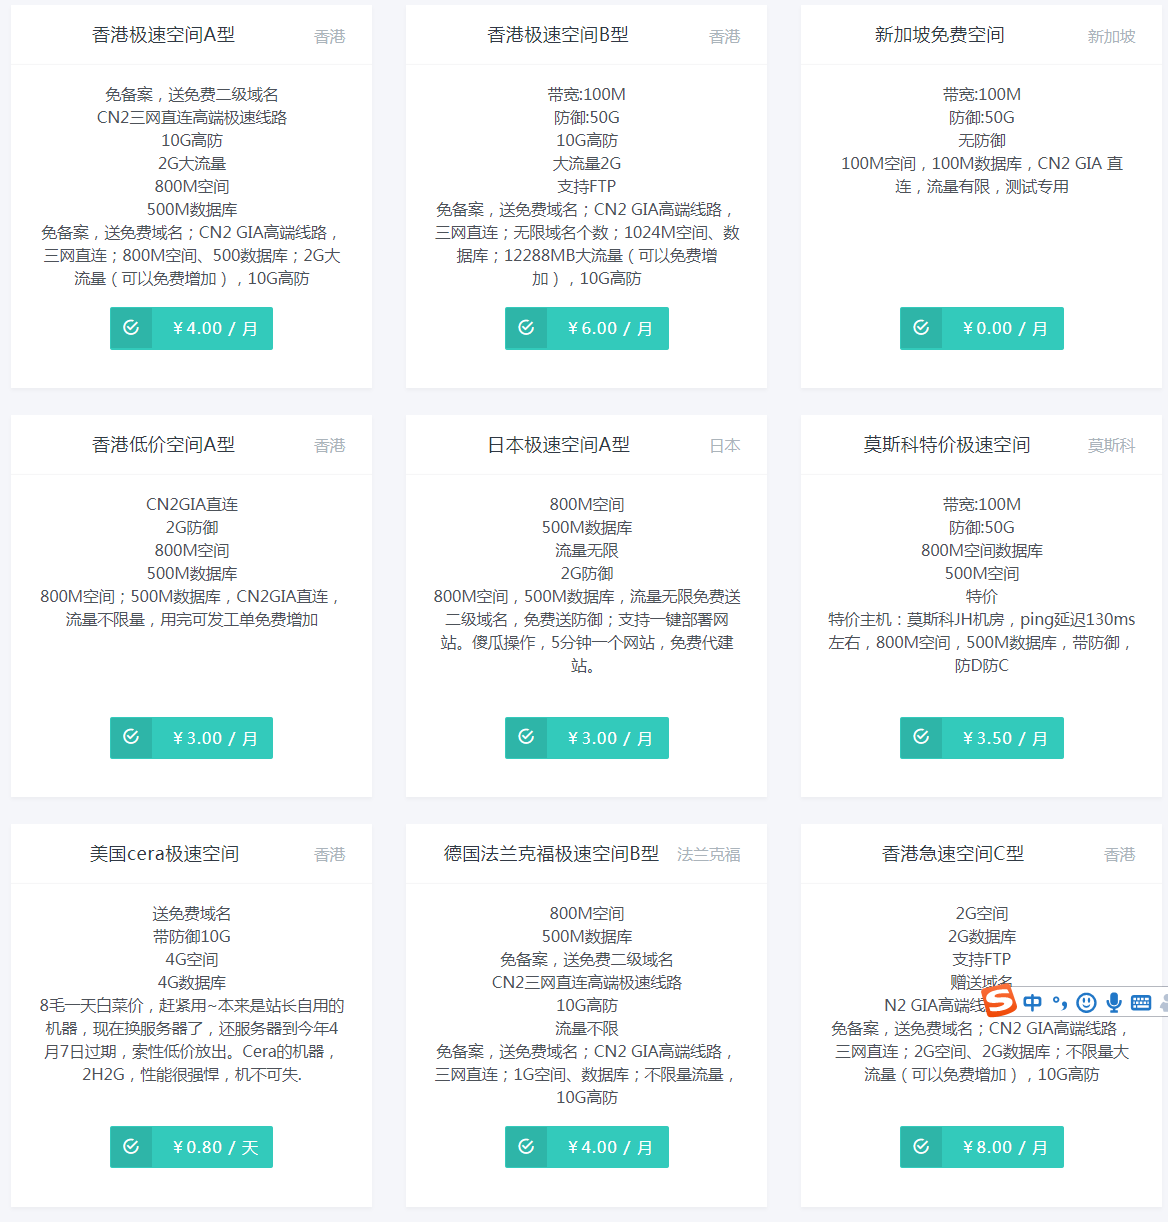 香港极速空间A型
香港
免备案，送免费二级域名
CN2三网直连高端极速线路
10G高防
2G大流量
800M空间
500M数据库
免备案，送免费域名；CN2 GIA高端线路，
三网直连；800M空间、500数据库；2G大
流量（可以免费增加），10G高防
￥4.00 / 月
香港极速空间B型
香港
带宽:100M
防御:50G
10G高防
大流量2G
支持FTP
免备案，送免费域名；CN2 GIA高端线路，
三网直连；无限域名个数；1024M空间、数
据库；12288MB大流量（可以免费增
加），10G高防
￥6.00 / 月
新加坡免费空间
新加坡
带宽:100M
防御:50G
无防御
100M空间，100M数据库，CN2 GIA 直
连，流量有限，测试专用
￥0.00 / 月
香港低价空间A型
香港
CN2GIA直连
2G防御
800M空间
500M数据库
800M空间；500M数据库，CN2GIA直连，
流量不限量，用完可发工单免费增加
￥3.00 / 月
日本极速空间A型
日本
800M空间
500M数据库
流量无限
2G防御
800M空间，500M数据库，流量无限免费送
二级域名，免费送防御；支持一键部署网
站。傻瓜操作，5分钟一个网站，免费代建
站。
￥3.00 / 月
莫斯科特价极速空间
莫斯科
带宽:100M
防御:50G
800M空间数据库
500M空间
特价
特价主机：莫斯科JH机房，ping延迟130ms
左右，800M空间，500M数据库，带防御，
防D防C
￥3.50 / 月
美国cera极速空间
香港
送免费域名
带防御10G
4G空间
4G数据库
8毛一天白菜价，赶紧用~本来是站长自用的
机器，现在换服务器了，还服务器到今年4
月7日过期，索性低价放出。Cera的机器，
2H2G，性能很强悍，机不可失.
￥0.80 / 天
德国法兰克福极速空间B型
法兰克福
800M空间
500M数据库
免备案，送免费二级域名
CN2三网直连高端极速线路
10G高防
流量不限
免备案，送免费域名；CN2 GIA高端线路，
三网直连；1G空间、数据库；不限量流量，
10G高防
￥4.00 / 月
香港急速空间C型
香港
2G空间
2G数据库
支持FTP
赠送域名
N2 GIA高端线
中
免备案，送免费域名；CN2 GIA高端线路，
三网直连；2G空间、2G数据库；不限量大
流量（可以免费增加），10G高防
￥8.00 / 月